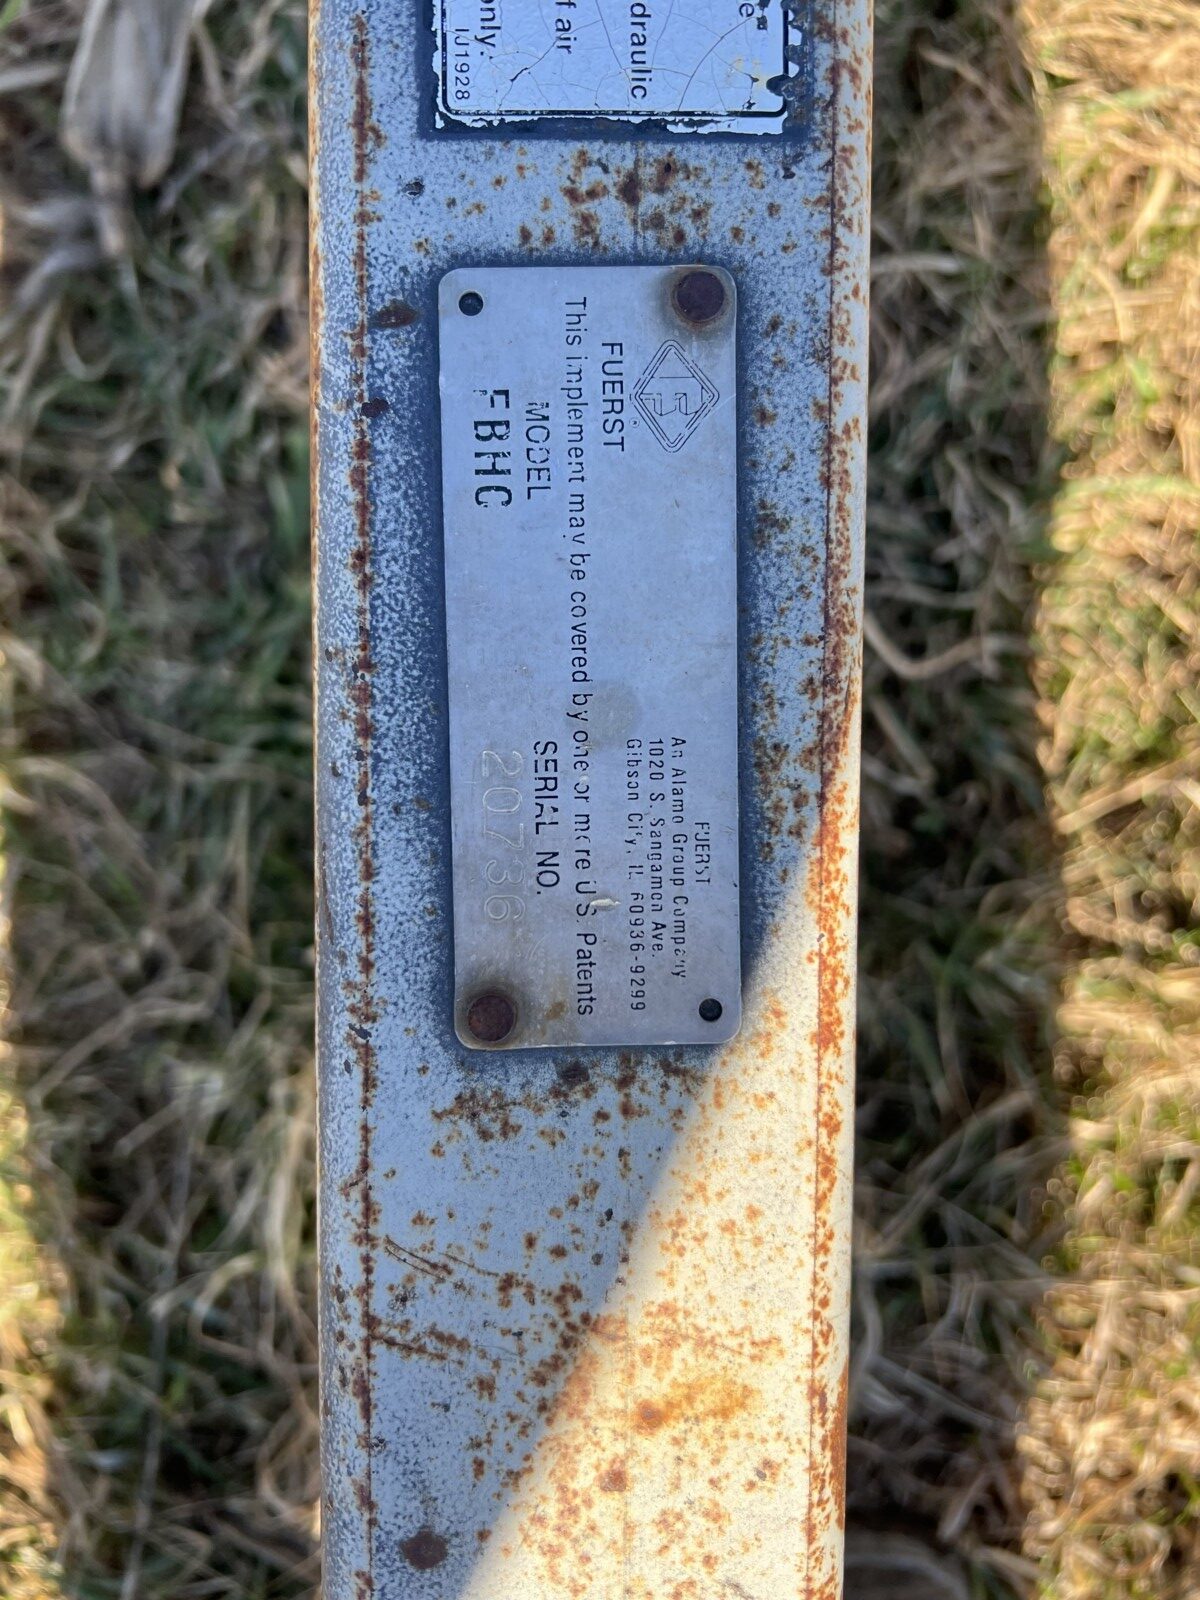 e
draulic
f air
only.
IJ1928
FUERST
An Alamo Group Company
1020 S. Sangamon Ave.
Gibson City, IL 60936-9299
FUERST
This implement may be covered by one or more U.S. Patents
MODEL SERIAL NO.
FBHC 20736